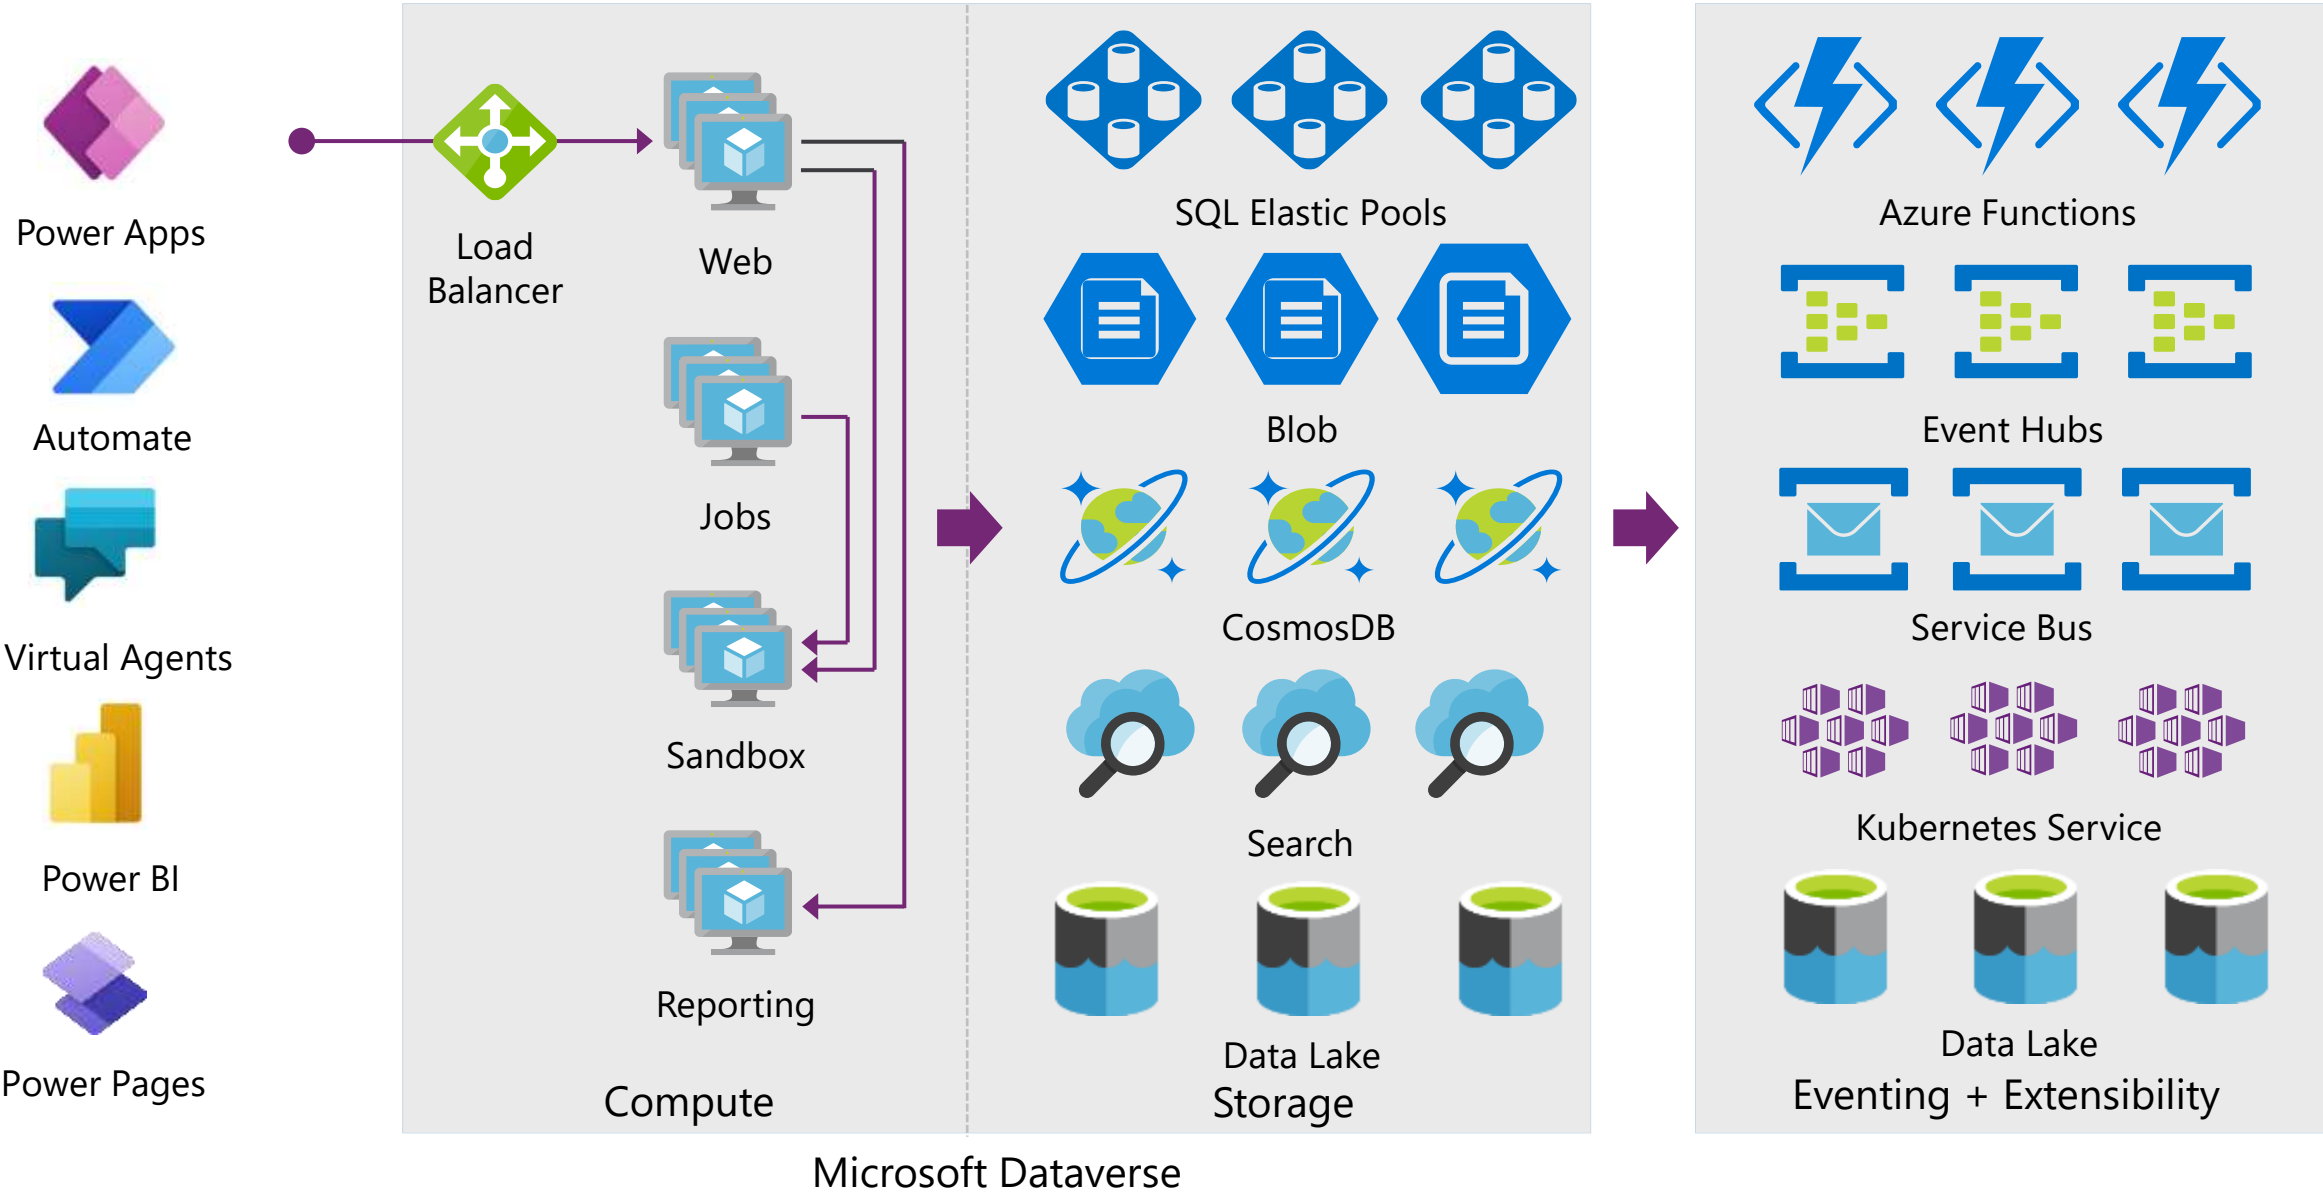 Power Apps
Automate
Virtual Agents
Power BI
Power Pages
Load
Balancer
Web
Jobs
Sandbox
Reporting
Compute
SQL Elastic Pools
Blob
CosmosDB
Search
Data Lake
Storage
Microsoft Dataverse
Azure Functions
Event Hubs
Service Bus
Kubernetes Service
Data Lake
Eventing + Extensibility